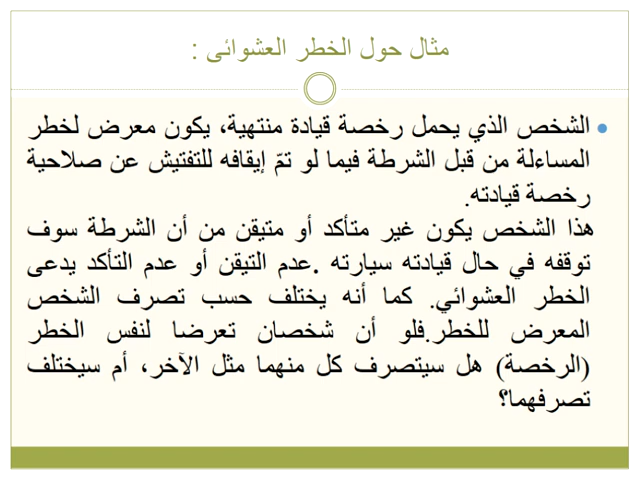 مثال حول الخطر العشوائى :
الشخص الذي يحمل رخصة قيادة منتهية، يكون معرض لخطر
المساءلة من قبل الشرطة فيما لو تمّ إيقافه للتفتيش عن صلاحية
رخصة قيادته.
هذا الشخص يكون غير متأكد أو متيقن من أن الشرطة سوف
توقفه في حال قيادته سيارته .عدم التيقن أو عدم التأكد يدعى
الخطر العشوائي. كما أنه يختلف حسب تصرف الشخص
المعرض للخطر.فلو أن شخصان تعرضا لنفس الخطر
(الرخصة) هل سيتصرف كل منهما مثل الآخر، أم سيختلف
تصرفهما؟